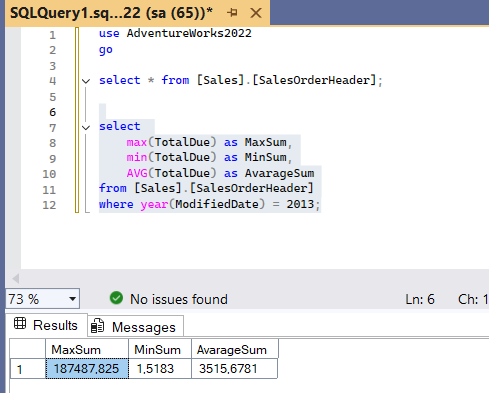 SQLQuery1.sq...22 (sa (65))*
1 use AdventureWorks2022
2 go
3
4 select * from [Sales].[SalesOrderHeader];
5
6
7 select
8 max(TotalDue) as MaxSum,
9 min(TotalDue) as MinSum,
10 AVG(TotalDue) as AvarageSum
11 from [Sales].[SalesOrderHeader]
12 where year(ModifiedDate) = 2013;
73 % No issues found Ln: 6 Ch: 1
Results Messages
MaxSum MinSum AvarageSum
1 187487,825 1,5183 3515,6781